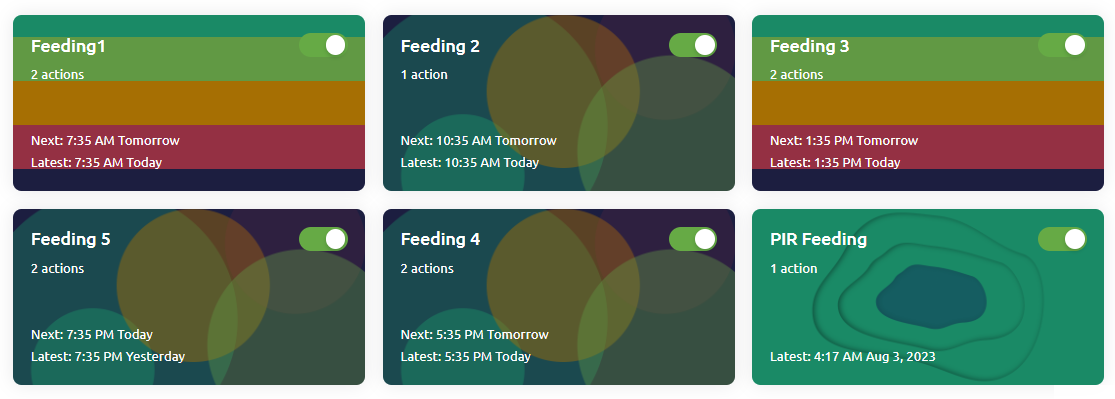 Feeding1
2 actions
Next: 7:35 AM Tomorrow
Latest: 7:35 AM Today
Feeding 2
1 action
Next: 10:35 AM Tomorrow
Latest: 10:35 AM Today
Feeding 3
2 actions
Next: 1:35 PM Tomorrow
Latest: 1:35 PM Today
Feeding 5
2 actions
Next: 7:35 PM Today
Latest: 7:35 PM Yesterday
Feeding 4
2 actions
Next: 5:35 PM Tomorrow
Latest: 5:35 PM Today
PIR Feeding
1 action
Latest: 4:17 AM Aug 3, 2023